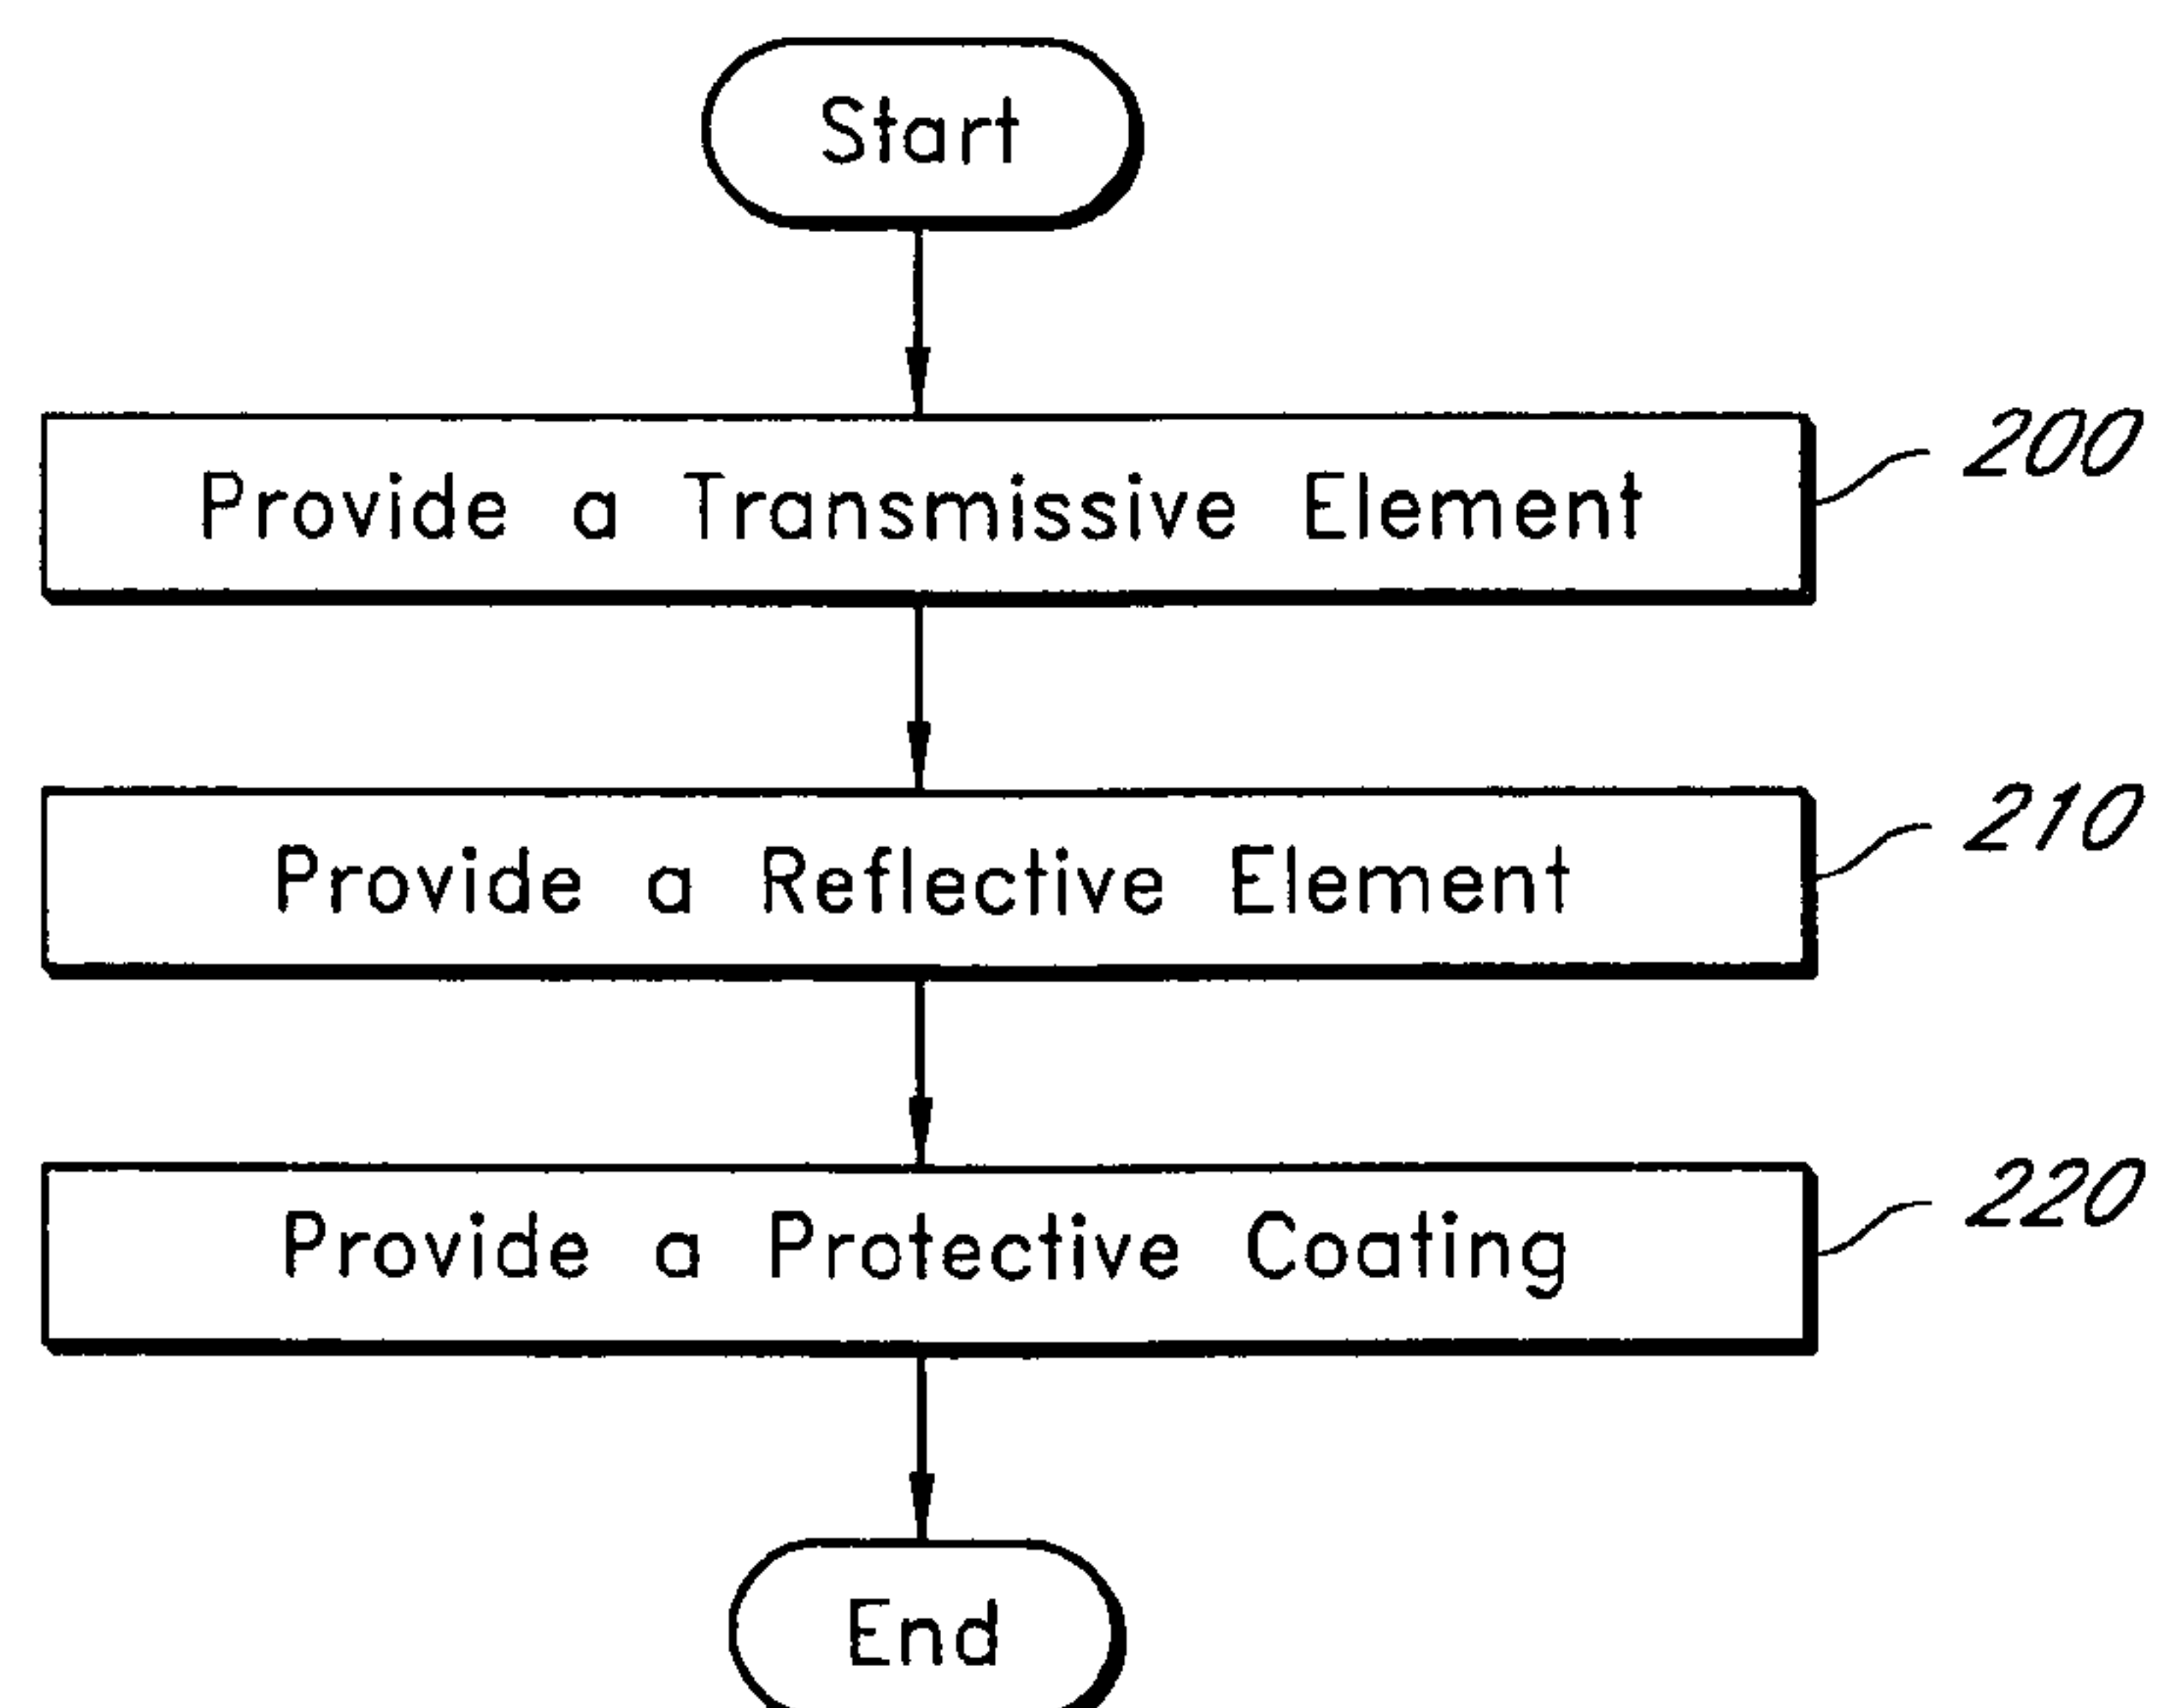 Start
Provide a Transmissive Element
200
Provide a Reflective Element
210
Provide a Protective Coating
220
End